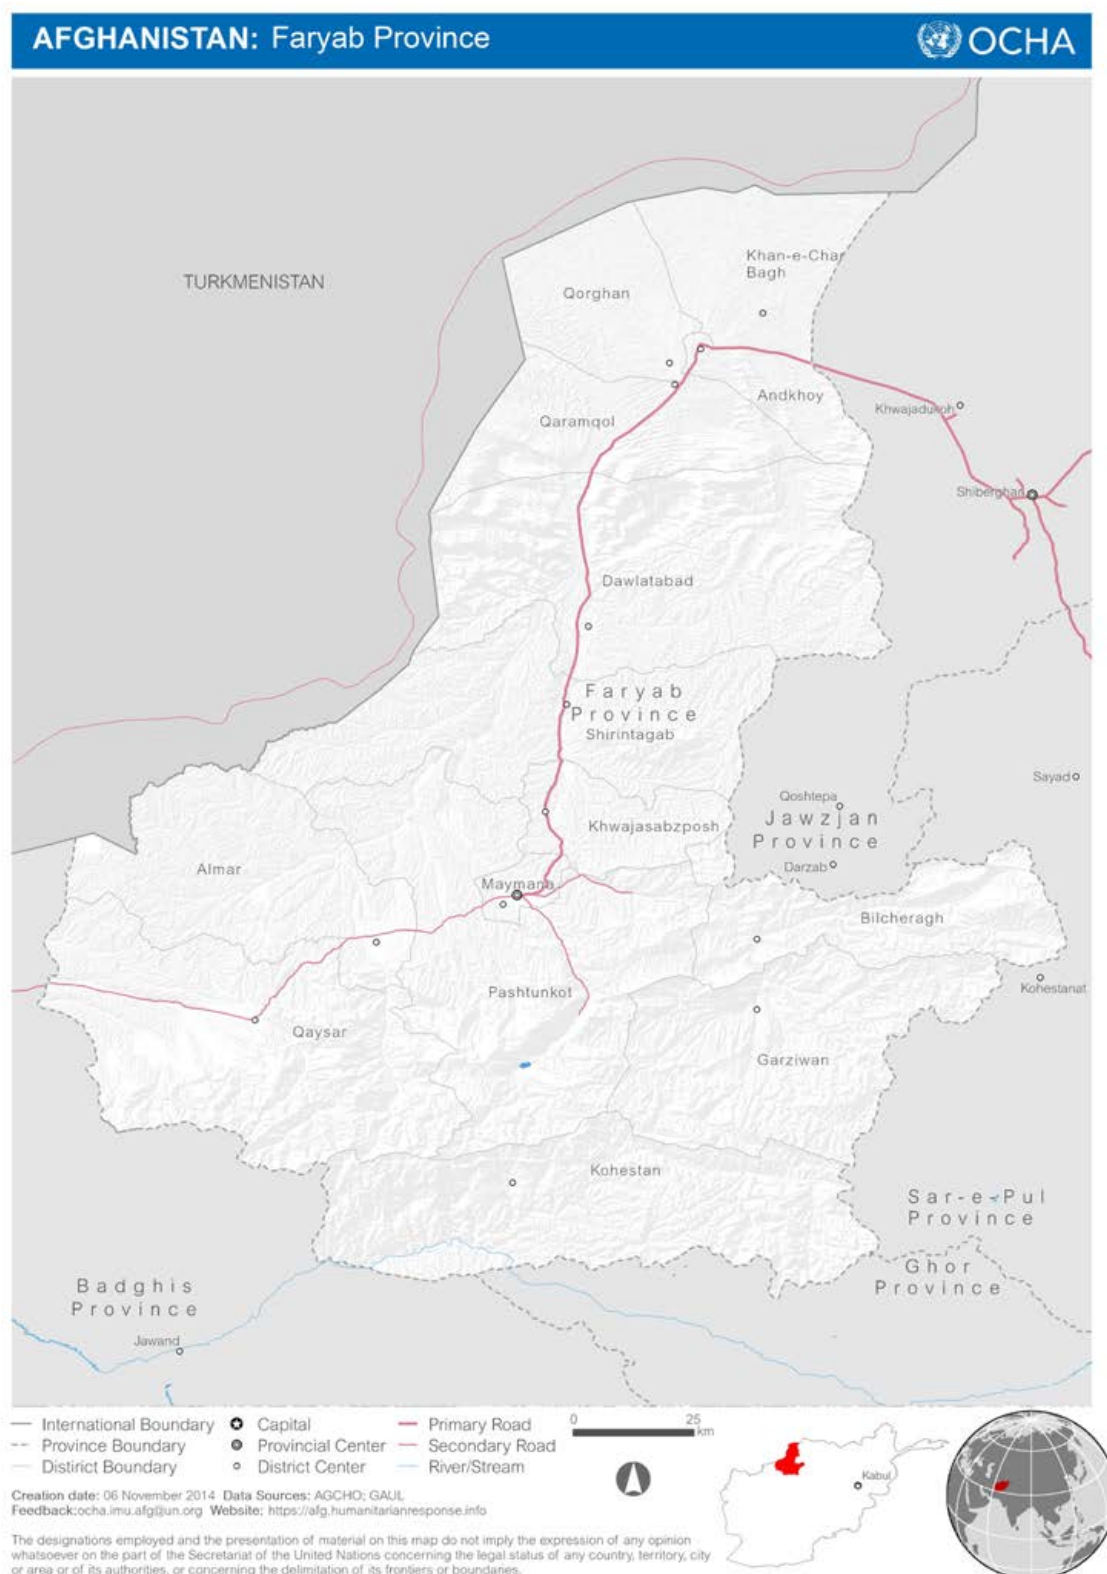 AFGHANISTAN: Faryab Province
OCHA
TURKMENISTAN
Khan-e-Char
Bagh
Qorghan
Andkhoy
Khwajadukoh
Qaramqol
Shiberghan
Dawlatabad
Faryab
Province
Shirintagab
Sayad
Qoshtepa
Jawzjan
Province
Khwajasabzposh
Darzab
Almar
Maymana
Bilcheragh
Kohestanat
Pashtunkot
Qaysar
Garziwan
Kohestan
Sar-e-Pul
Province
Ghor
Province
Badghis
Province
Jawand
International Boundary
Province Boundary
District Boundary
Capital
Provincial Center
District Center
Primary Road
Secondary Road
River/Stream
0 25
km
Kabul
Creation date: 06 November 2014 Data Sources: AGCHO; GAUL
Feedback:ocha.imu.afg@un.org Website: https://afg.humanitarianresponse.info
The designations employed and the presentation of material on this map do not imply the expression of any opinion
whatsoever on the part of the Secretariat of the United Nations concerning the legal status of any country, territory, city
or area or of its authorities, or concerning the delimitation of its frontiers or boundaries.